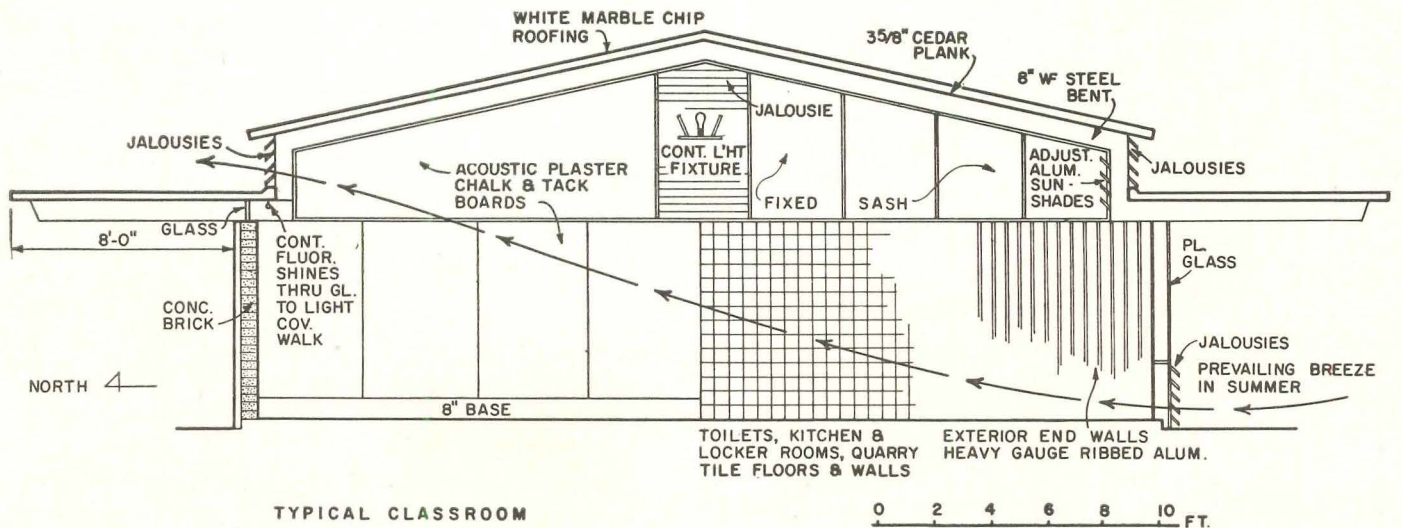 WHITE MARBLE CHIP
ROOFING
3 5/8" CEDAR
PLANK
8" WF STEEL
BENT
JALOUSIES
ACOUSTIC PLASTER
CHALK & TACK
BOARDS
JALOUSIE
CONT. L'HT
FIXTURE
FIXED
SASH
ADJUST.
ALUM.
SUN-
SHADES
JALOUSIES
8'-0"
GLASS
CONT.
FLUOR.
SHINES
THRU GL.
TO LIGHT
COV.
WALK
CONC.
BRICK
PL.
GLASS
JALOUSIES
PREVAILING BREEZE
IN SUMMER
NORTH
8" BASE
TOILETS, KITCHEN &
LOCKER ROOMS, QUARRY
TILE FLOORS & WALLS
EXTERIOR END WALLS
HEAVY GAUGE RIBBED ALUM.
TYPICAL CLASSROOM
0 2 4 6 8 10 FT.